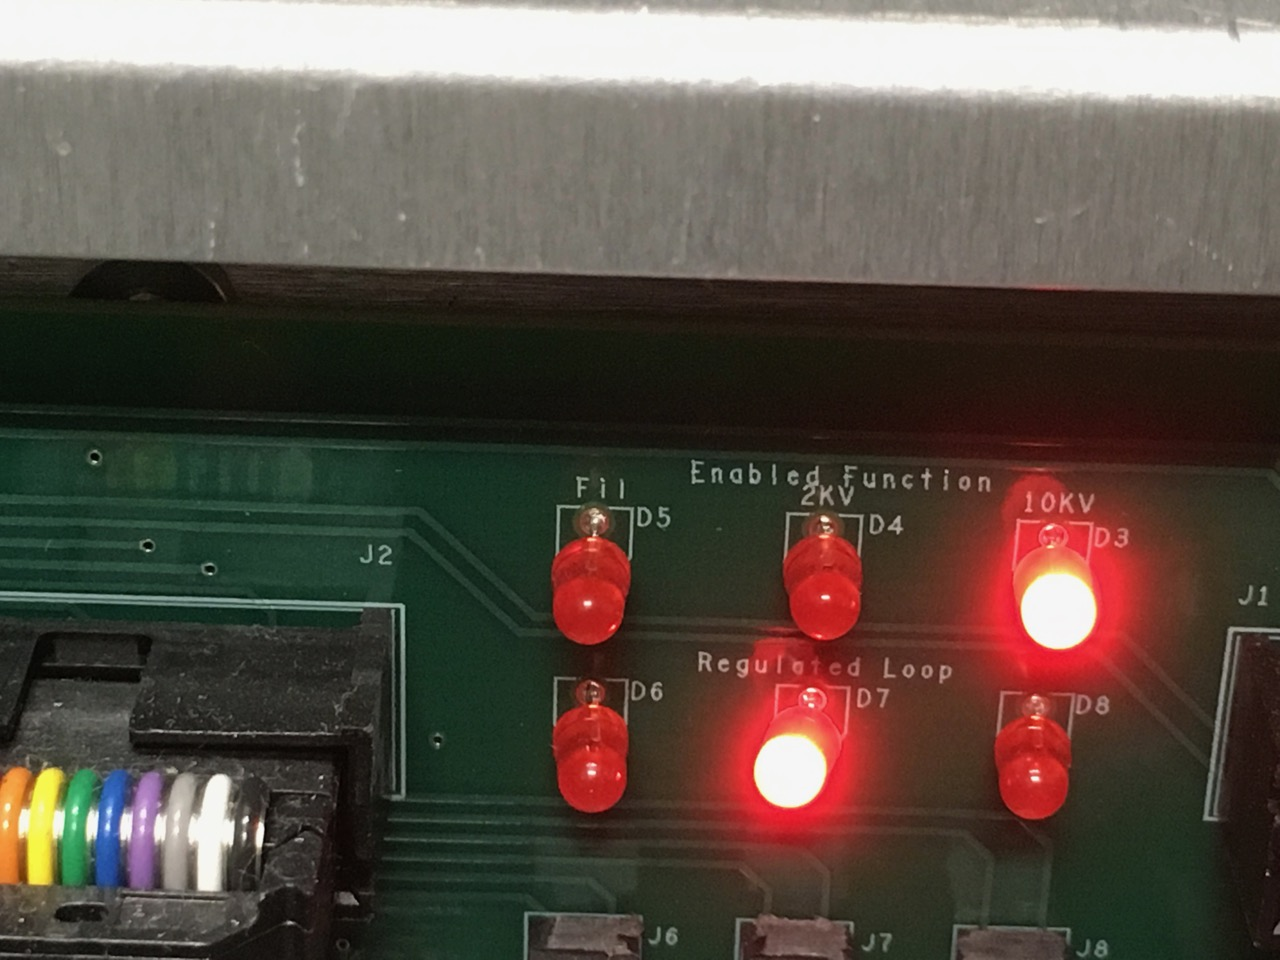 Enabled Function
Fil 2KV 10KV
D5 D4 D3
J2 J1
Regulated Loop
D6 D7 D8
J6 J7 J8